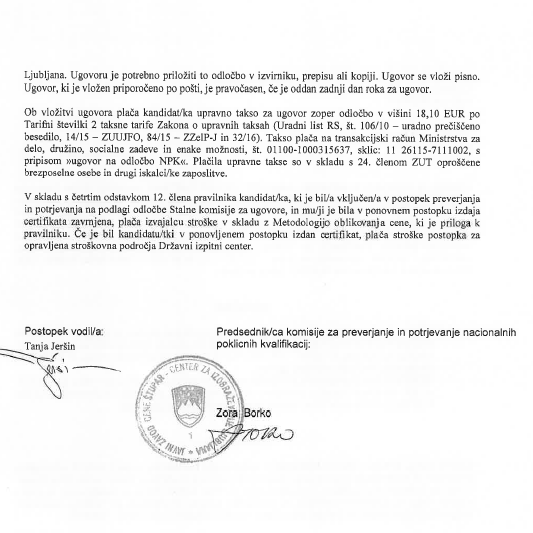 Ljubljana. Ugovoru je potrebno priložiti to odločbo v izvirniku, prepisu ali kopiji. Ugovor se vloži pisno.
Ugovor, ki je vložen priporočeno po pošti, je pravočasen, če je oddan zadnji dan roka za ugovor.
Ob vložitvi ugovora plača kandidat/ka upravno takso za ugovor zoper odločbo v višini 18,10 EUR po
Tarifni številki 2 taksne tarife Zakona o upravnih taksah (Uradni list RS, št. 106/10 – uradno prečiščeno
besedilo, 14/15 – ZUUJFO, 84/15 – ZZelP-J in 32/16). Takso plača na transakcijski račun Ministrstva za
delo, družino, socialne zadeve in enake možnosti, št. 01100-1000315637, sklic: 11 26115-7111002, s
pripisom »ugovor na odločbo NPK«. Plačila upravne takse so v skladu s 24. členom ZUT oproščene
brezposelne osebe in drugi iskalci/ke zaposlitve.
V skladu s četrtim odstavkom 12. člena pravilnika kandidat/ka, ki je bil/a vključen/a v postopek preverjanja
in potrjevanja na podlagi odločbe Stalne komisije za ugovore, in mu/ji je bila v ponovnem postopku izdaja
certifikata zavrnjena, plača izvajalcu stroške v skladu z Metodologijo oblikovanja cene, ki je priloga k
pravilniku. Če je bil kandidatu/tki v ponovljenem postopku izdan certifikat, plača stroške postopka za
opravljena stroškovna področja Državni izpitni center.
Postopek vodil/a:
Tanja Jeršin
Predsednik/ca komisije za preverjanje in potrjevanje nacionalnih
poklicnih kvalifikacij:
JAVNI ZAVOD CENE ŠTUPAR - CENTER ZA IZOBRAŽEVANJE LJUBLJANA
1
Zora Borko